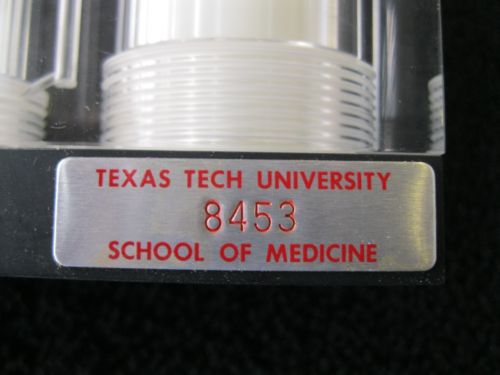 TEXAS TECH UNIVERSITY
8453
SCHOOL OF MEDICINE